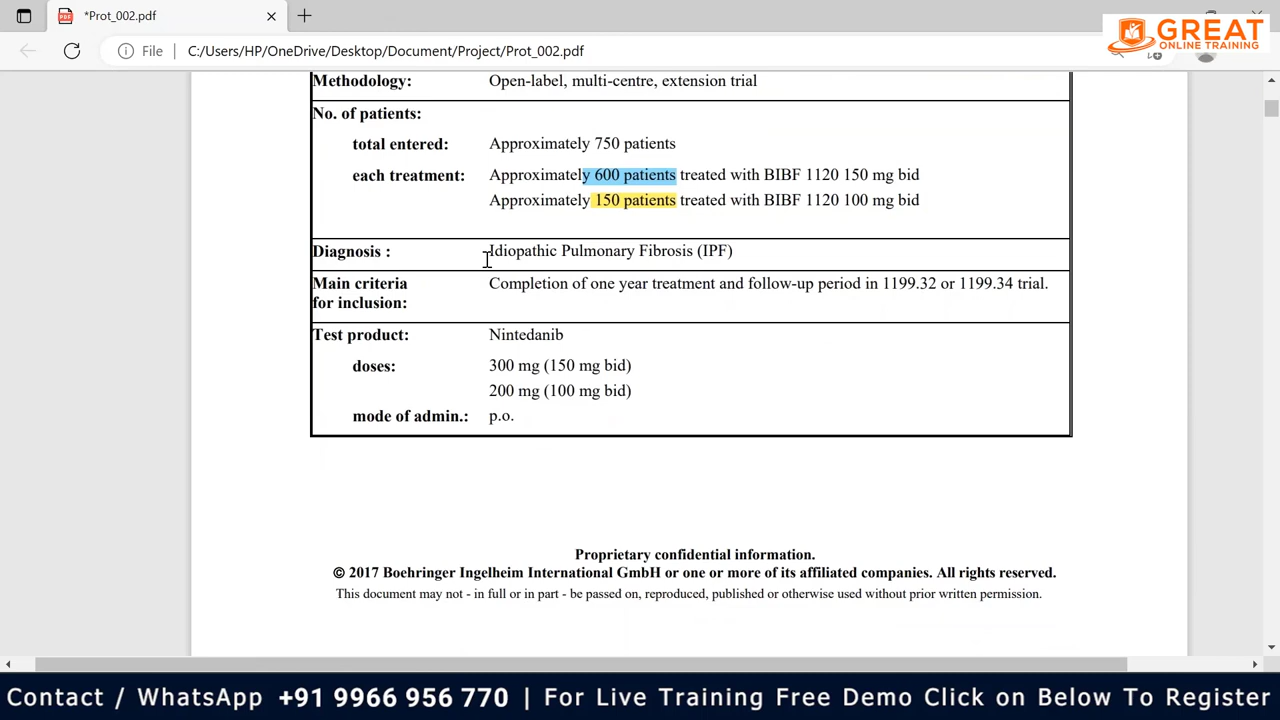 *Prot_002.pdf
File C:/Users/HP/OneDrive/Desktop/Document/Project/Prot_002.pdf
GREAT
ONLINE TRAINING
Methodology: Open-label, multi-centre, extension trial
No. of patients:
total entered: Approximately 750 patients
each treatment: Approximately 600 patients treated with BIBF 1120 150 mg bid
Approximately 150 patients treated with BIBF 1120 100 mg bid
Diagnosis : Idiopathic Pulmonary Fibrosis (IPF)
Main criteria Completion of one year treatment and follow-up period in 1199.32 or 1199.34 trial.
for inclusion:
Test product: Nintedanib
doses: 300 mg (150 mg bid)
200 mg (100 mg bid)
mode of admin.: p.o.
Proprietary confidential information.
© 2017 Boehringer Ingelheim International GmbH or one or more of its affiliated companies. All rights reserved.
This document may not - in full or in part - be passed on, reproduced, published or otherwise used without prior written permission.
Contact / WhatsApp +91 9966 956 770 | For Live Training Free Demo Click on Below To Register